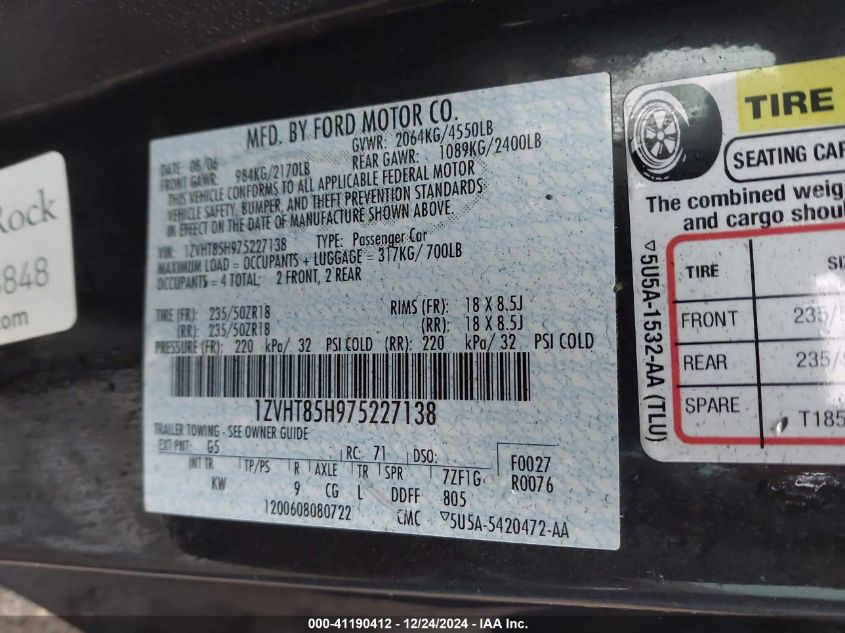 MFD. BY FORD MOTOR CO.
DATE 08/06 GVWR: 2064KG/4550LB
FRONT GAWR: 984KG/2170LB REAR GAWR: 1089KG/2400LB
THIS VEHICLE CONFORMS TO ALL APPLICABLE FEDERAL MOTOR
VEHICLE SAFETY, BUMPER, AND THEFT PREVENTION STANDARDS
IN EFFECT ON THE DATE OF MANUFACTURE SHOWN ABOVE
VIN: 1ZVHT85H975227138 TYPE: Passenger Car
MAXIMUM LOAD = OCCUPANTS + LUGGAGE = 317KG/ 700LB
OCCUPANTS = 4 TOTAL: 2 FRONT, 2 REAR
TIRE (FR): 235/50ZR18 RIMS (FR): 18 X 8.5J
(RR): 235/50ZR18 (RR): 18 X 8.5J
PRESSURE (FR): 220 kPa/ 32 PSI COLD (RR): 220 kPa/ 32 PSI COLD
1ZVHT85H975227138
TRAILER TOWING - SEE OWNER GUIDE
EXT PNT: G5 RC: 71 DSO: F0027
INT TR TP/PS R AXLE TR SPR 7ZF1G R0076
KW 9 CG L DDFF 805
1200608080722 CMC ▽5U5A-5420472-AA
Rock
848
om
TIRE
SEATING CAP
The combined weig
and cargo shou
TIRE SI
FRONT 235/5
REAR 235/5
SPARE T185
▽5U5A-1532-AA (TLU)
000-41190412 - 12/24/2024 - IAA Inc.